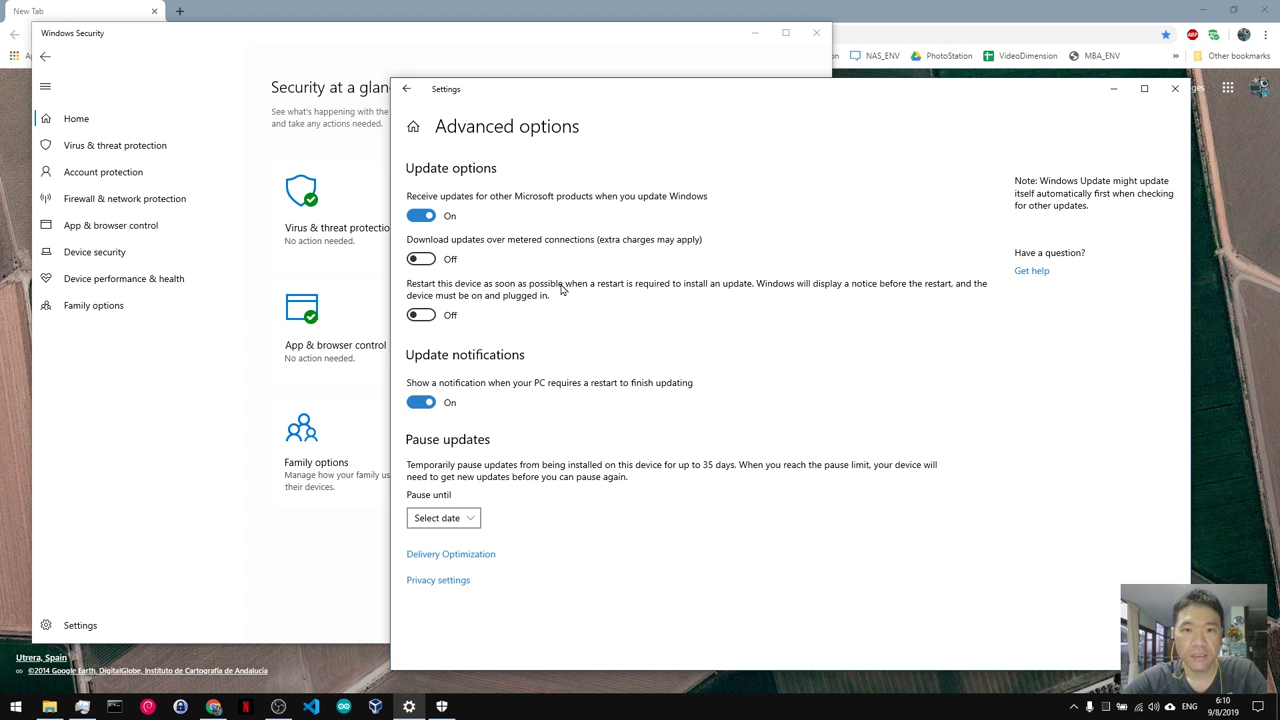 New Tab
Windows Security
NAS_ENV
PhotoStation
VideoDimension
MBA_ENV
»
Other bookmarks
Home
Virus & threat protection
Account protection
Firewall & network protection
App & browser control
Device security
Device performance & health
Family options
Settings
Security at a glan
See what's happening with the
and take any actions needed.
Virus & threat protectio
No action needed.
App & browser control
No action needed.
Family options
Manage how your family us
their devices.
Settings
Advanced options
Update options
Receive updates for other Microsoft products when you update Windows
On
Download updates over metered connections (extra charges may apply)
Off
Restart this device as soon as possible when a restart is required to install an update. Windows will display a notice before the restart, and the
device must be on and plugged in.
Off
Update notifications
Show a notification when your PC requires a restart to finish updating
On
Pause updates
Temporarily pause updates from being installed on this device for up to 35 days. When you reach the pause limit, your device will
need to get new updates before you can pause again.
Pause until
Select date
Delivery Optimization
Privacy settings
Note: Windows Update might update
itself automatically first when checking
for other updates.
Have a question?
Get help
Utrera, Spain
©2014 Google Earth, DigitalGlobe, Instituto de Cartografía de Andalucía
ENG
6:10
9/8/2019